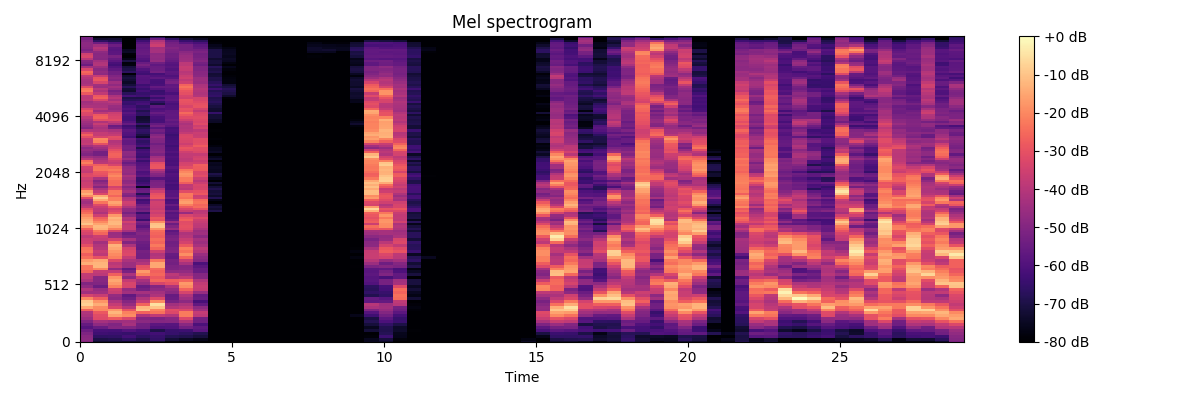 Mel spectrogram
8192
4096
2048
1024
512
0
Hz
0 5 10 15 20 25
Time
+0 dB
-10 dB
-20 dB
-30 dB
-40 dB
-50 dB
-60 dB
-70 dB
-80 dB